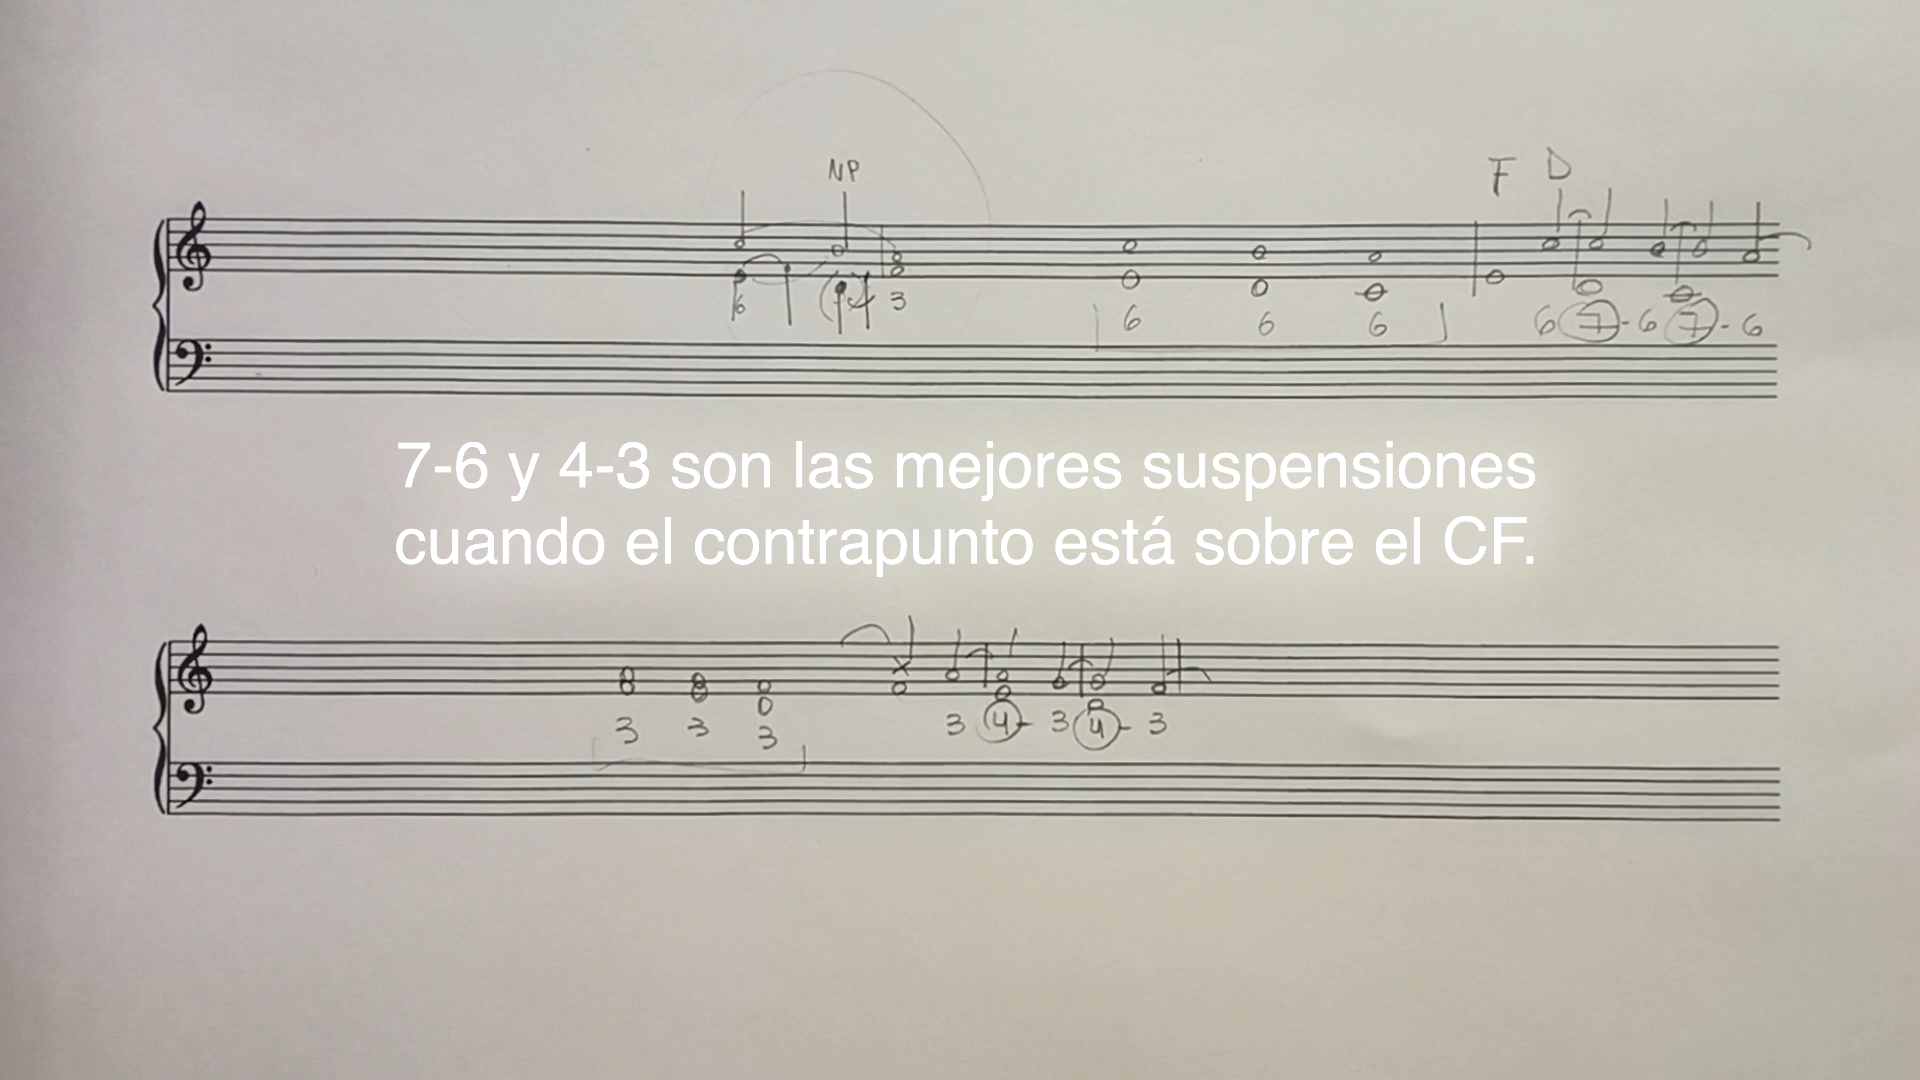 NP
F D
6 4 3 6 6 6 6 7-6 7-6
7-6 y 4-3 son las mejores suspensiones
cuando el contrapunto está sobre el CF.
3 3 3 3 4-3 4-3